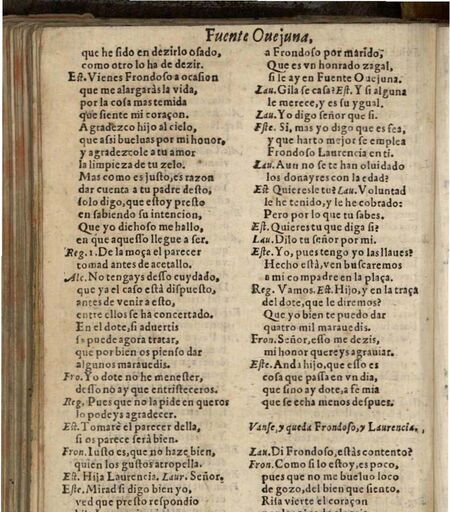 Fuente Ouejuna,
que he sido en dezirlo osado,
como otro lo ha de dezir.
Est. Vienes Frondoso a ocasion
que me alargaràs la vida,
por la cosa mas temida
que siente mi coraçon.
Agradezco hijo al cielo,
que assi bueluas por mi honor,
y agradezcole a tu amor
la limpieza de tu zelo.
Mas como es justo, es razon
dar cuenta a tu padre desto,
solo digo, que estoy presto
en sabiendo su intencion,
Que yo dichoso me hallo,
en que aquesso llegue a ser.
Reg. 1. De la moça el parecer
tomad antes de acetallo.
Alc. No tengays desso cuydado,
que ya el caso està dispuesto,
antes de venir a esto,
entre ellos se ha concertado.
En el dote, si aduertis
se puede agora tratar,
que por bien os pienso dar
algunos marauedis.
Fro. Yo dote no he menester,
desso no ay que entristeceros.
Reg. Pues que no la pide en queros
lo podeys agradecer.
Est. Tomarè el parecer della,
si os parece serà bien.
Fron. Iusto es, que no haze bien,
quien los gustos atropella.
Est. Hija Laurencia. Laur. Señor.
Este. Mirad si digo bien yo,
ved que presto respondio
a Frondoso por marido,
Que es vn honrado zagal,
si le ay en Fuente Ouejuna.
Lau. Gila se casa? Est. Y si alguna
le merece, y es su ygual.
Lau. Yo digo señor que si.
Este. Si, mas yo digo que es fea,
y que harto mejor se emplea
Frondoso Laurencia en ti.
Lau. Aun no se te han oluidado
los donayres con la edad?
Est Quieresle tu? Lau. Voluntad
le he tenido, y le he cobrado:
Pero por lo que tu sabes.
Est. Quieres tu que diga si?
Lau. Dilo tu señor por mi.
Este. Yo, pues tengo yo las llaues?
Hecho està, ven buscaremos
a mi compadre en la plaça.
Reg. Vamos. Est. Hijo, y en la traça
del dote, que le diremos?
Que yo bien te puedo dar
quatro mil marauedis.
Fron. Señor, esso me dezis,
mi honor quereys agrauiar.
Este. Anda hijo, que esso es
cosa que passa en vn dia,
que si no ay dote, a fe mia
que se echa menos despues.
Vanse, y queda Frondoso, y Laurencia.
Lau. Di Frondoso, estàs contento?
Fron. Como si lo estoy, es poco,
pues que no me bueluo loco
de gozo, del bien que siento.
Risa vierte el coraçon